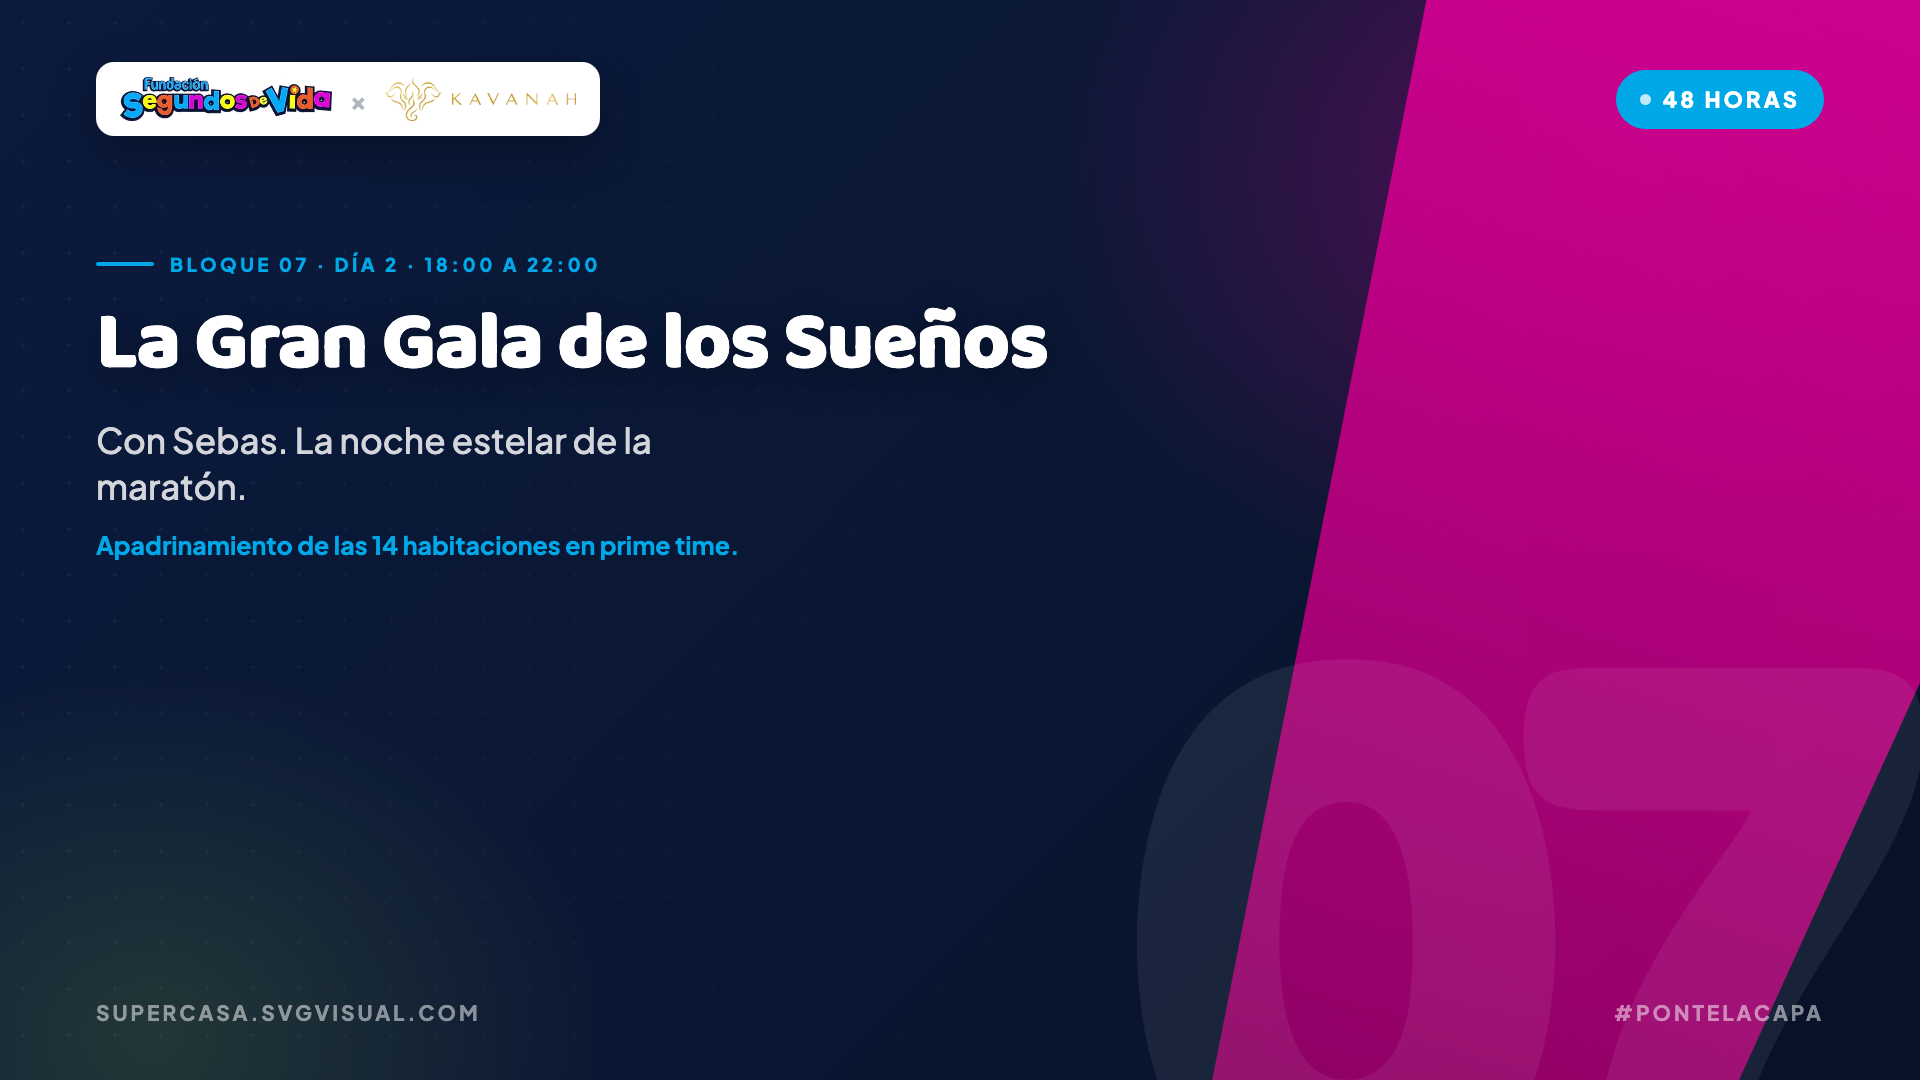 Fundación
Segundos DE Vida × KAVANAH
48 HORAS
BLOQUE 07 · DÍA 2 · 18:00 A 22:00
La Gran Gala de los Sueños
Con Sebas. La noche estelar de la
maratón.
Apadrinamiento de las 14 habitaciones en prime time.
07
SUPERCASA.SVGVISUAL.COM
#PONTELACAPA